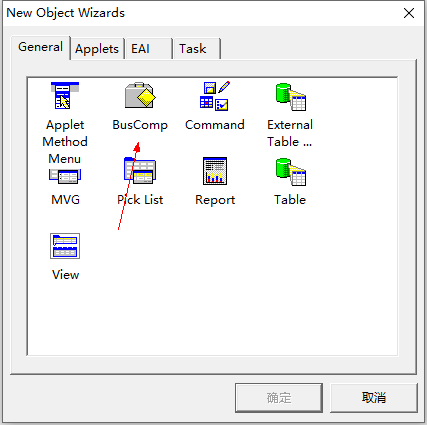 New Object Wizards
General Applets EAI Task
Applet Method Menu
BusComp
Command
External Table ...
MVG
Pick List
Report
Table
View
确定 取消